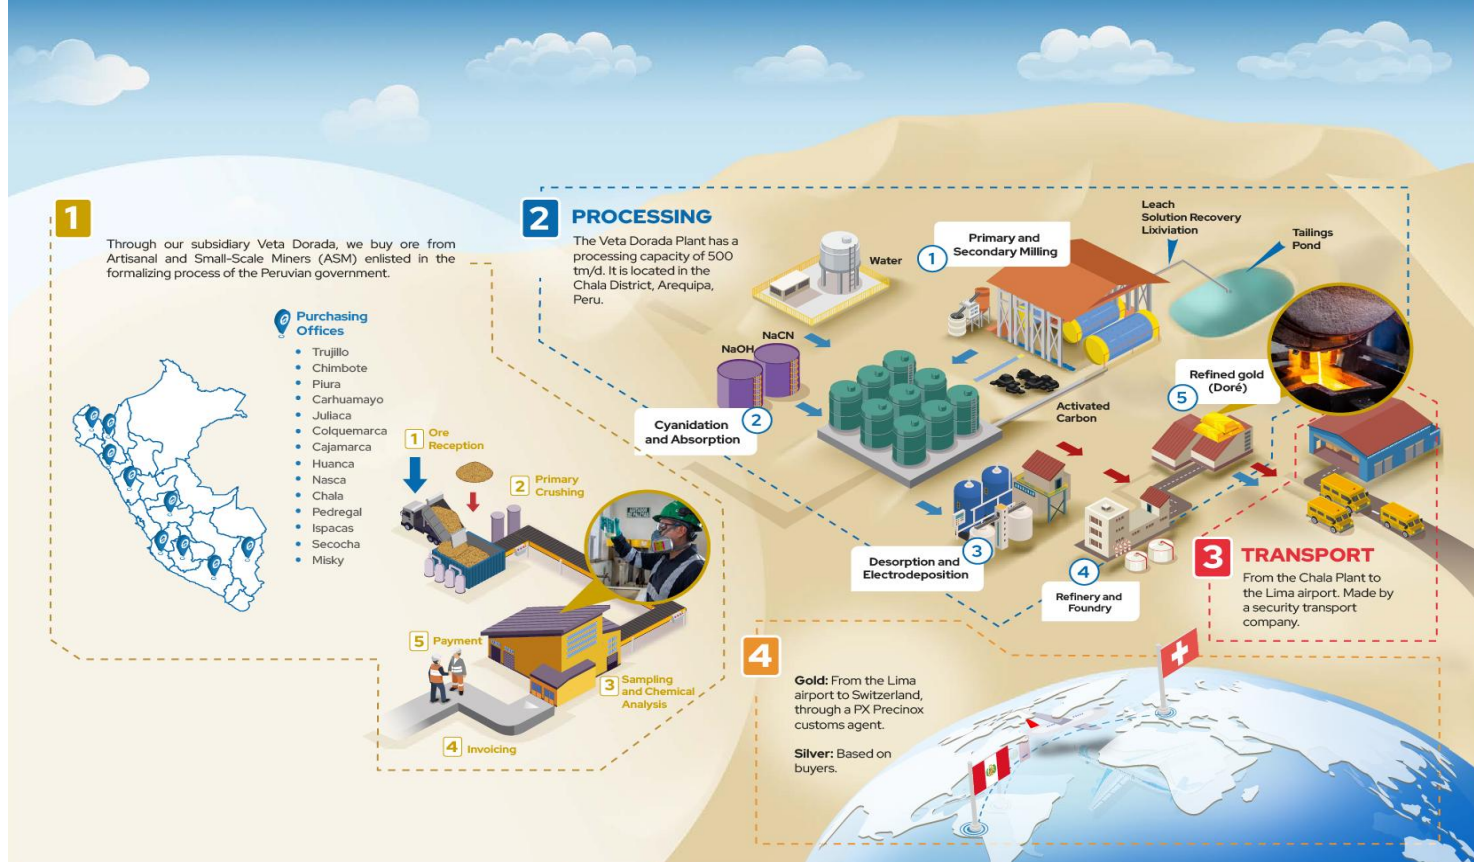 1
Through our subsidiary Veta Dorada, we buy ore from
Artisanal and Small-Scale Miners (ASM) enlisted in the
formalizing process of the Peruvian government.
Purchasing
Offices
• Trujillo
• Chimbote
• Piura
• Carhuamayo
• Juliaca
• Colquemarca
• Cajamarca
• Huanca
• Nasca
• Chala
• Pedregal
• Ispacas
• Secocha
• Misky
1 Ore
Reception
2 Primary
Crushing
3 Sampling
and Chemical
Analysis
4 Invoicing
5 Payment
2 PROCESSING
The Veta Dorada Plant has a
processing capacity of 500
tm/d. It is located in the
Chala District, Arequipa,
Peru.
Water
NaCN
NaOH
1
Primary and
Secondary Milling
Leach
Solution Recovery
Lixiviation
Tailings
Pond
Cyanidation
and Absorption
2
Activated
Carbon
Desorption and
Electrodeposition
3
4
Refinery and
Foundry
Refined gold
(Doré)
5
3 TRANSPORT
From the Chala Plant to
the Lima airport. Made by
a security transport
company.
4
Gold: From the Lima
airport to Switzerland,
through a PX Precinox
customs agent.
Silver: Based on
buyers.